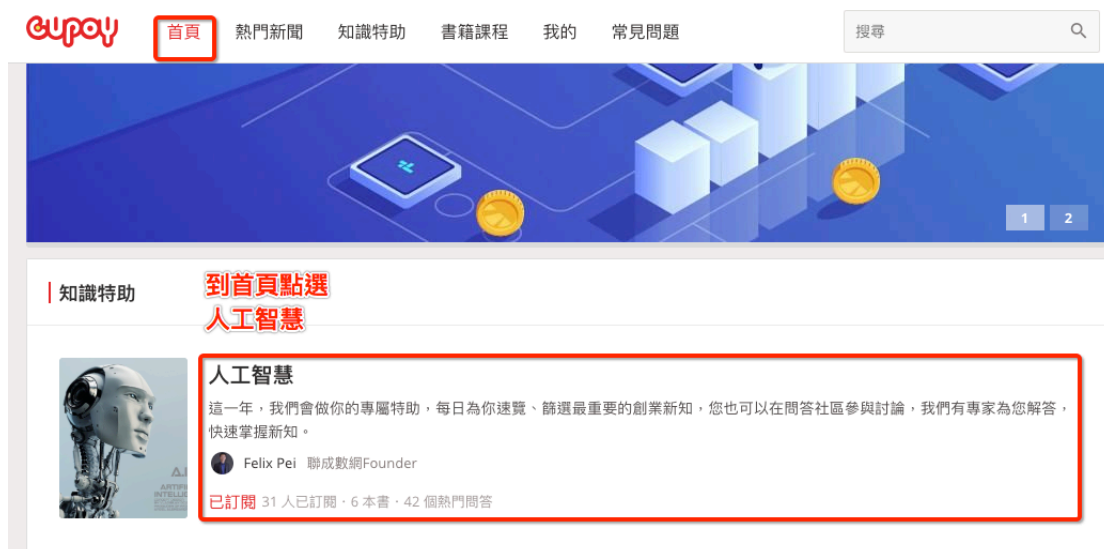 cupoy 首頁 熱門新聞 知識特助 書籍課程 我的 常見問題 搜尋
1 2
知識特助
到首頁點選
人工智慧
人工智慧
這一年,我們會做你的專屬特助,每日為你速覽、篩選最重要的創業新知,您也可以在問答社區參與討論,我們有專家為您解答,
快速掌握新知。
Felix Pei 聯成數網Founder
已訂閱 31 人已訂閱 · 6 本書 · 42 個熱門問答